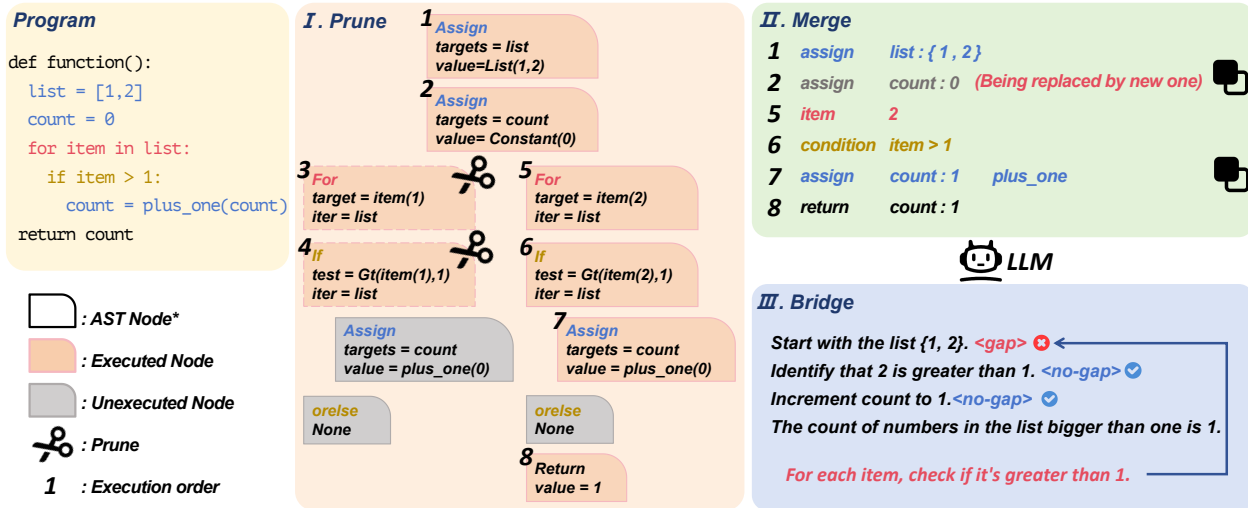 Program
def function():
list = [1,2]
count = 0
for item in list:
if item > 1:
count = plus_one(count)
return count
: AST Node*
: Executed Node
: Unexecuted Node
: Prune
1 : Execution order
I . Prune
1
Assign
targets = list
value=List(1,2)
2
Assign
targets = count
value= Constant(0)
3
For
target = item(1)
iter = list
4
If
test = Gt(item(1),1)
iter = list
Assign
targets = count
value = plus_one(0)
orelse
None
5
For
target = item(2)
iter = list
6
If
test = Gt(item(2),1)
iter = list
7
Assign
targets = count
value = plus_one(0)
orelse
None
8
Return
value = 1
II . Merge
1 assign list : { 1 , 2 }
2 assign count : 0 (Being replaced by new one)
5 item 2
6 condition item > 1
7 assign count : 1 plus_one
8 return count : 1
LLM
III . Bridge
Start with the list {1, 2}. <gap>
Identify that 2 is greater than 1. <no-gap>
Increment count to 1.<no-gap>
The count of numbers in the list bigger than one is 1.
For each item, check if it's greater than 1.